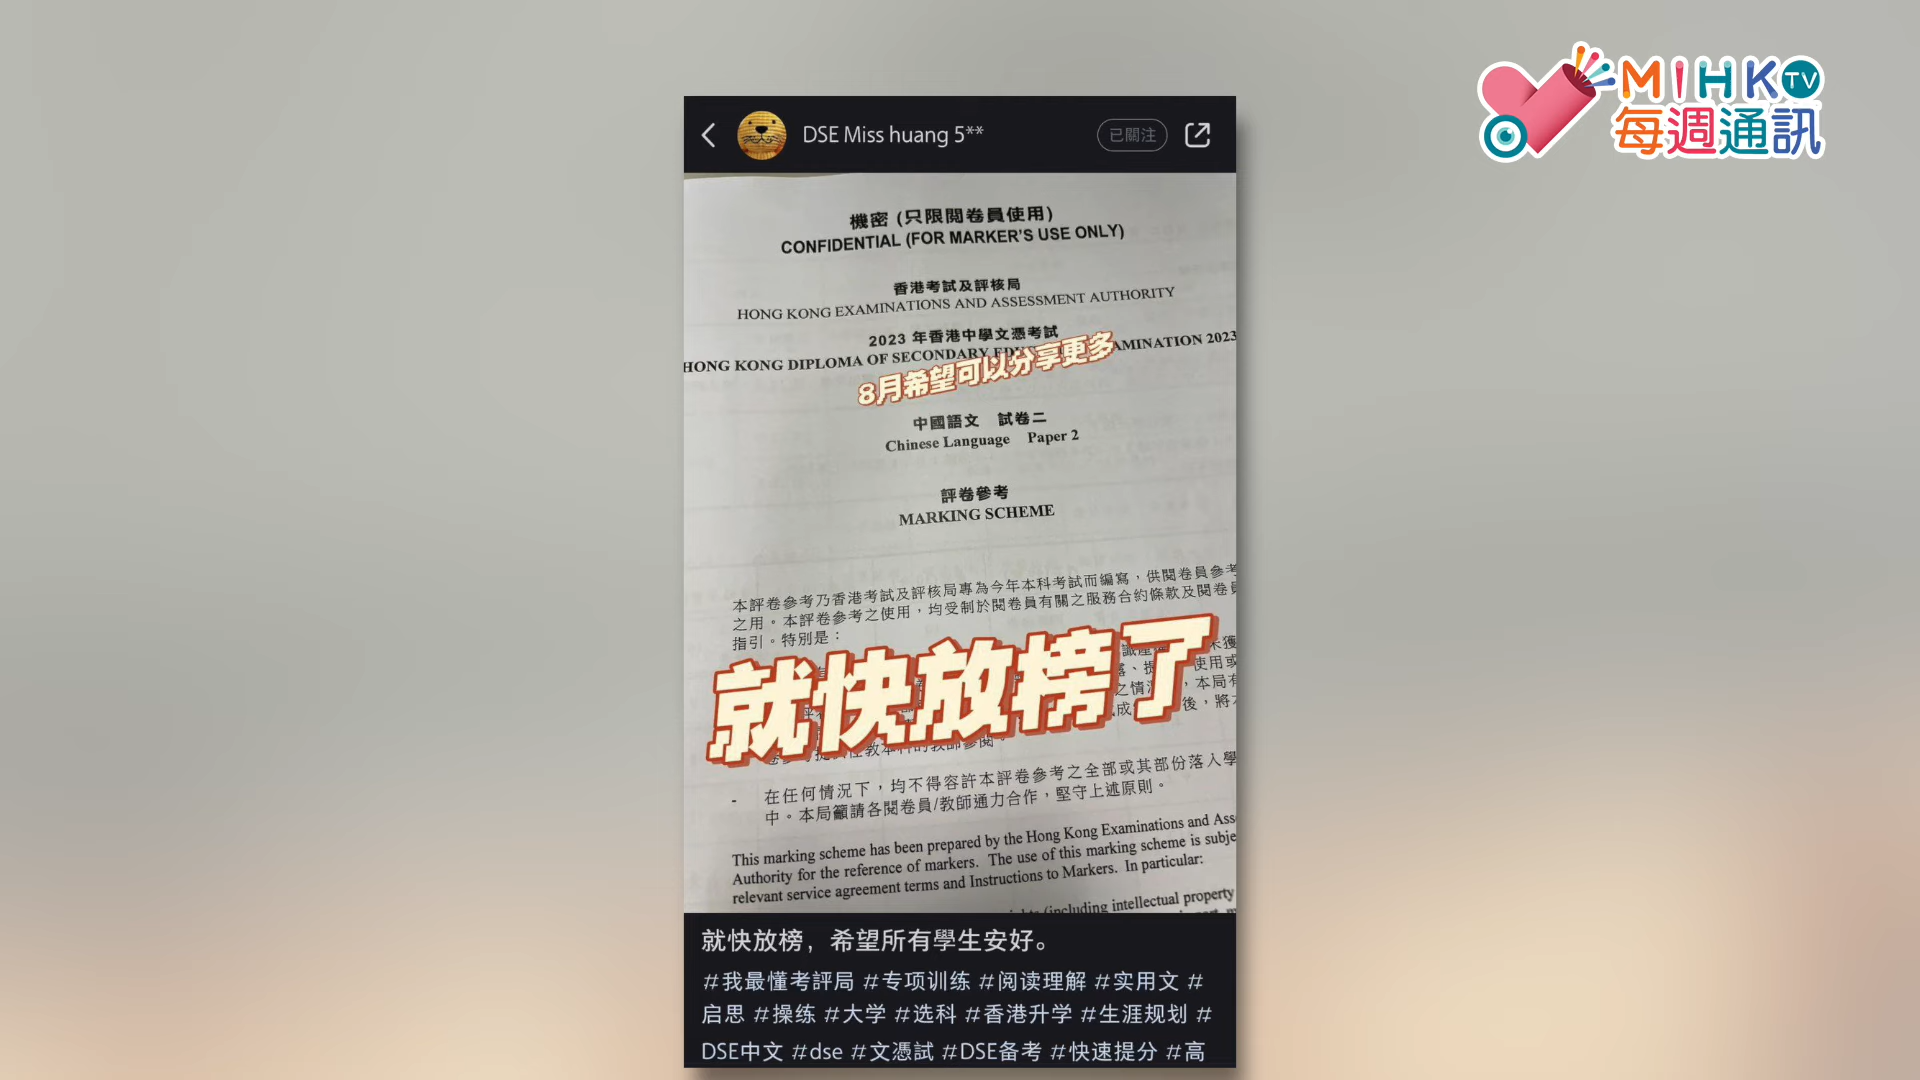 MIHK TV
每週通訊
DSE Miss huang 5**
已關注
機密 (只限閱卷員使用)
CONFIDENTIAL (FOR MARKER'S USE ONLY)
香港考試及評核局
HONG KONG EXAMINATIONS AND ASSESSMENT AUTHORITY
2023 年香港中學文憑考試
HONG KONG DIPLOMA OF SECONDARY EXAMINATION 2023
8月希望可以分享更多
中國語文 試卷二
Chinese Language Paper 2
評卷參考
MARKING SCHEME
本評卷參考乃香港考試及評核局專為今年本科考試而編寫，供閱卷員參考
之用。本評卷參考之使用，均受制於閱卷員有關之服務合約條款及閱卷員
指引。特別是：
就快放榜了
- 在任何情況下，均不得容許本評卷參考之全部或其部份落入學
中。本局籲請各閱卷員/教師通力合作，堅守上述原則。
This marking scheme has been prepared by the Hong Kong Examinations and Ass
Authority for the reference of markers. The use of this marking scheme is subje
relevant service agreement terms and Instructions to Markers. In particular:
(including intellectual property
就快放榜，希望所有學生安好。
#我最懂考評局 #专项训练 #阅读理解 #实用文 #
启思 #操练 #大学 #选科 #香港升学 #生涯规划 #
DSE中文 #dse #文憑試 #DSE备考 #快速提分 #高